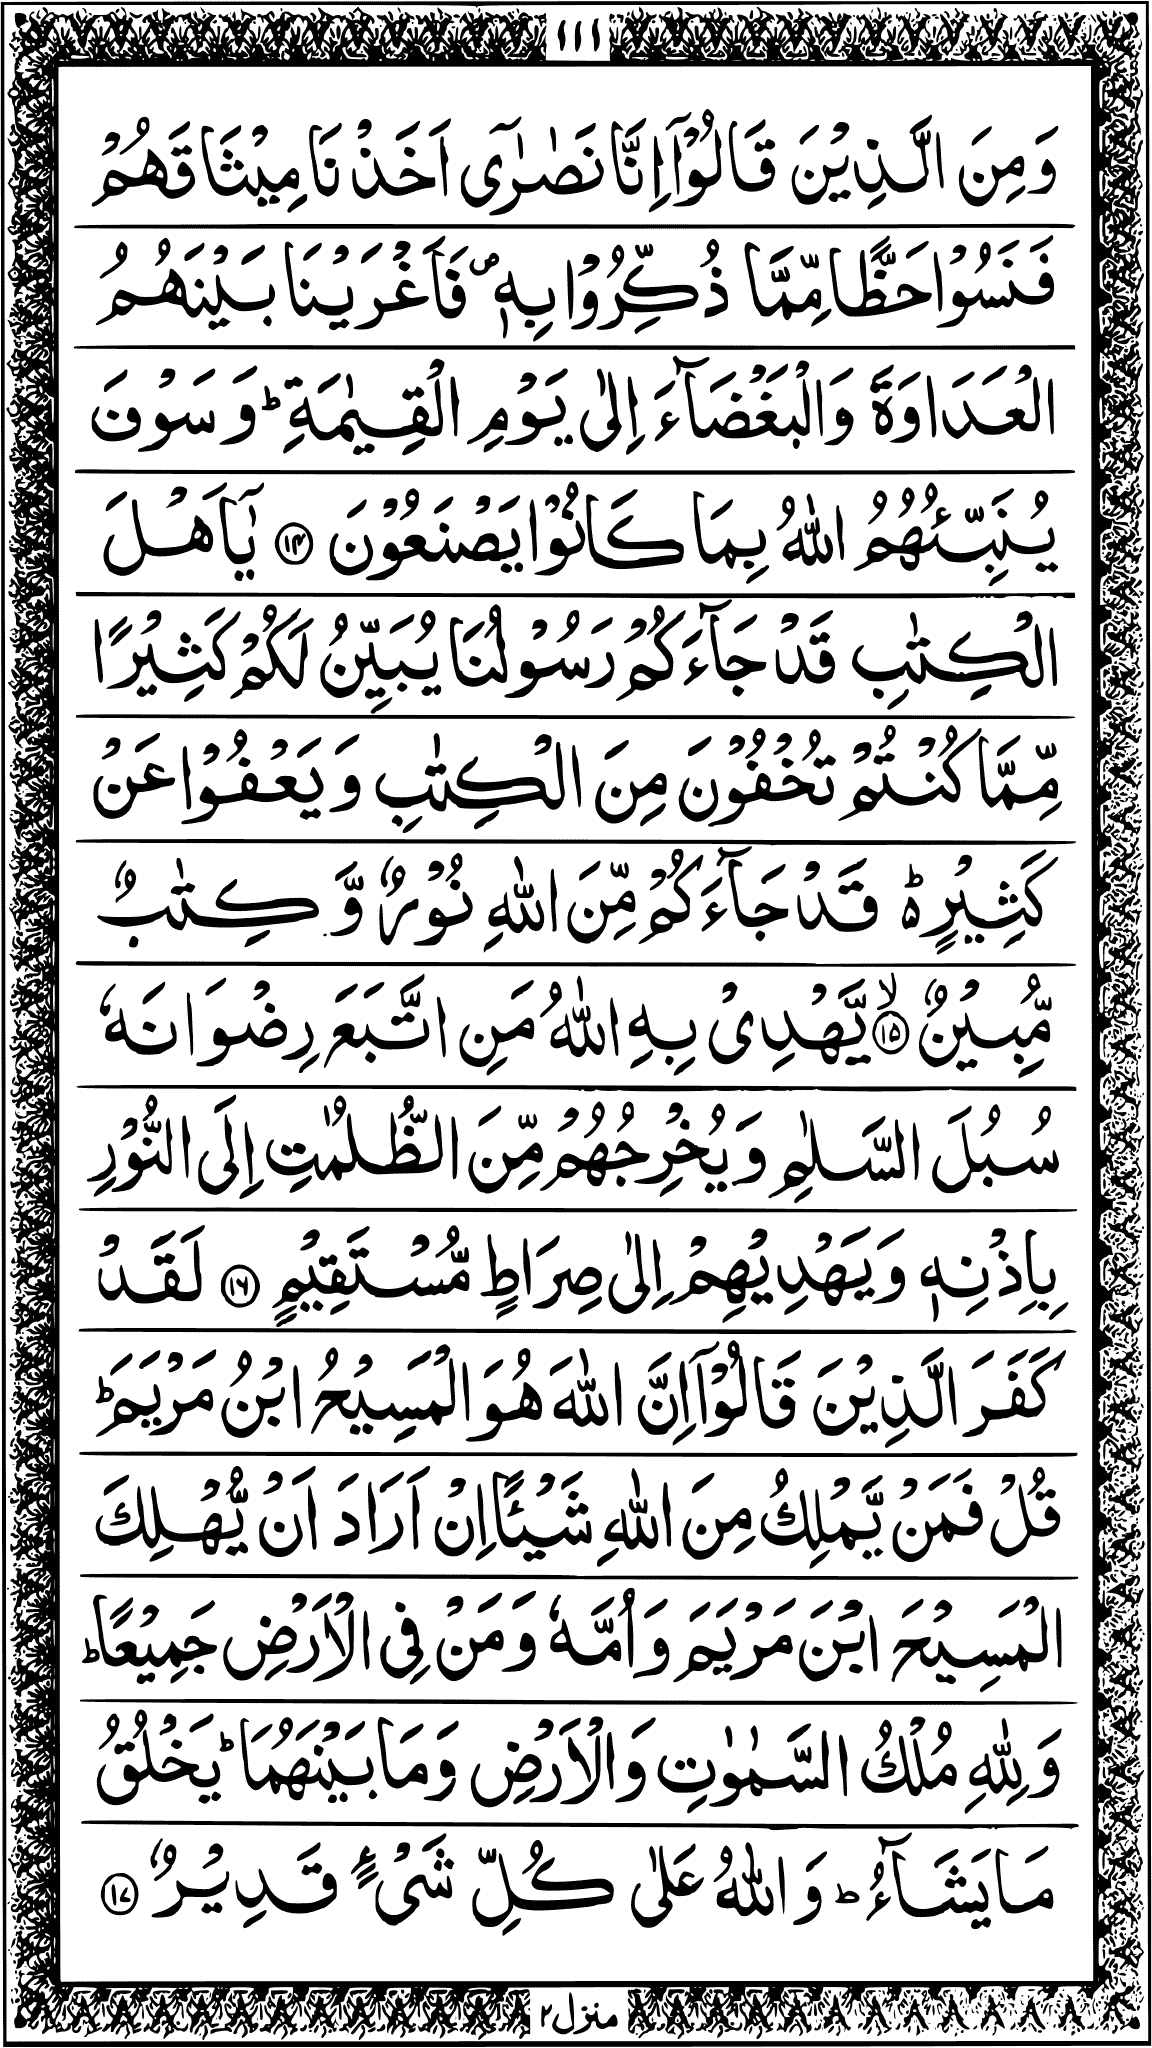 ١١١
وَمِنَ الَّذِيْنَ قَالُوْۤا اِنَّا نَصٰرٰۤى اَخَذْنَا مِيْثَاقَهُمْ
فَنَسُوْا حَظًّا مِّمَّا ذُكِّرُوْا بِهٖ ۪ فَاَغْرَيْنَا بَيْنَهُمُ
الْعَدَاوَةَ وَالْبَغْضَآءَ اِلٰى يَوْمِ الْقِيٰمَةِ ؕ وَ سَوْفَ
يُنَبِّئُهُمُ اللّٰهُ بِمَا كَانُوْا يَصْنَعُوْنَ ﴿۱۴﴾ يٰۤاَهْلَ
الْكِتٰبِ قَدْ جَآءَكُمْ رَسُوْلُنَا يُبَيِّنُ لَكُمْ كَثِيْرًا
مِّمَّا كُنْتُمْ تُخْفُوْنَ مِنَ الْكِتٰبِ وَ يَعْفُوْا عَنْ
كَثِيْرٍ ؕ۬ قَدْ جَآءَكُمْ مِّنَ اللّٰهِ نُوْرٌ وَّ كِتٰبٌ
مُّبِيْنٌ ﴿۱۵﴾ ۙ يَّهْدِىْ بِهِ اللّٰهُ مَنِ اتَّبَعَ رِضْوَانَهٗ
سُبُلَ السَّلٰمِ وَ يُخْرِجُهُمْ مِّنَ الظُّلُمٰتِ اِلَى النُّوْرِ
بِاِذْنِهٖ وَ يَهْدِيْهِمْ اِلٰى صِرَاطٍ مُّسْتَقِيْمٍ ﴿۱۶﴾ لَقَدْ
كَفَرَ الَّذِيْنَ قَالُوْۤا اِنَّ اللّٰهَ هُوَ الْمَسِيْحُ ابْنُ مَرْيَمَ ؕ
قُلْ فَمَنْ يَّمْلِكُ مِنَ اللّٰهِ شَيْئًا اِنْ اَرَادَ اَنْ يُّهْلِكَ
الْمَسِيْحَ ابْنَ مَرْيَمَ وَ اُمَّهٗ وَ مَنْ فِى الْاَرْضِ جَمِيْعًا ؕ
وَ لِلّٰهِ مُلْكُ السَّمٰوٰتِ وَ الْاَرْضِ وَ مَا بَيْنَهُمَا ؕ يَخْلُقُ
مَا يَشَآءُ ؕ وَ اللّٰهُ عَلٰى كُلِّ شَىْءٍ قَدِيْرٌ ﴿۱۷﴾
منزل ۲